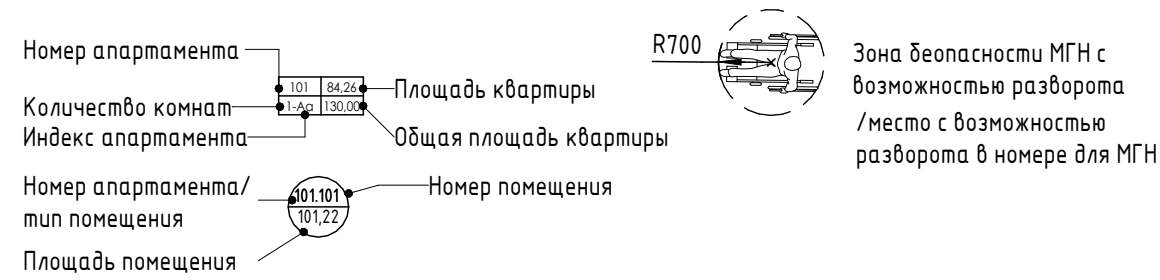 Номер апартамента
101 84,26
Площадь квартиры
Количество комнат
1-Аа 130,00
Индекс апартамента
Общая площадь квартиры
Номер апартамента/
тип помещения
101.101
101,22
Номер помещения
Площадь помещения
R700
Зона беопасности МГН с
возможностью разворота
/место с возможностью
разворота в номере для МГН